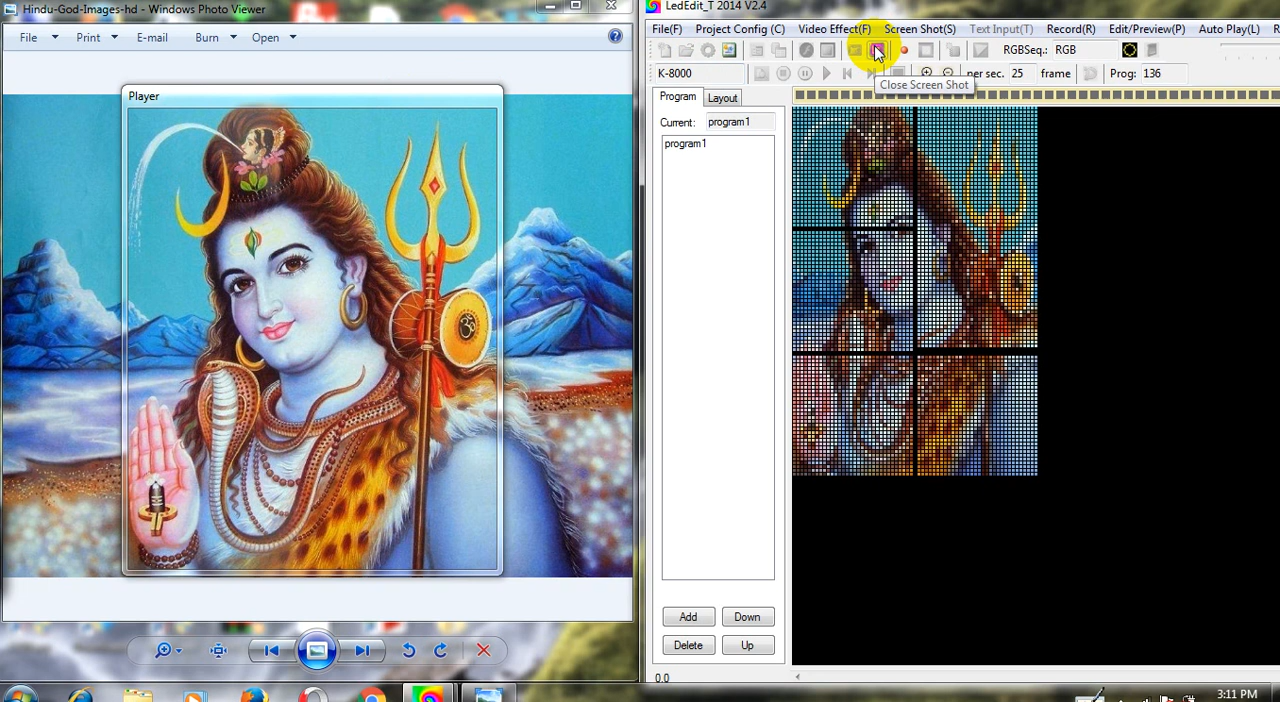 Hindu-God-Images-hd - Windows Photo Viewer
File Print E-mail Burn Open
Player
LedEdit_T 2014 V2.4
File(F) Project Config (C) Video Effect(F) Screen Shot(S) Text Input(T) Record(R) Edit/Preview(P) Auto Play(L) R
RGBSeq.: RGB
K-8000 per sec. 25 frame Prog: 136
Close Screen Shot
Program Layout
Current: program1
program1
Add Down
Delete Up
0.0
3:11 PM
ॐ